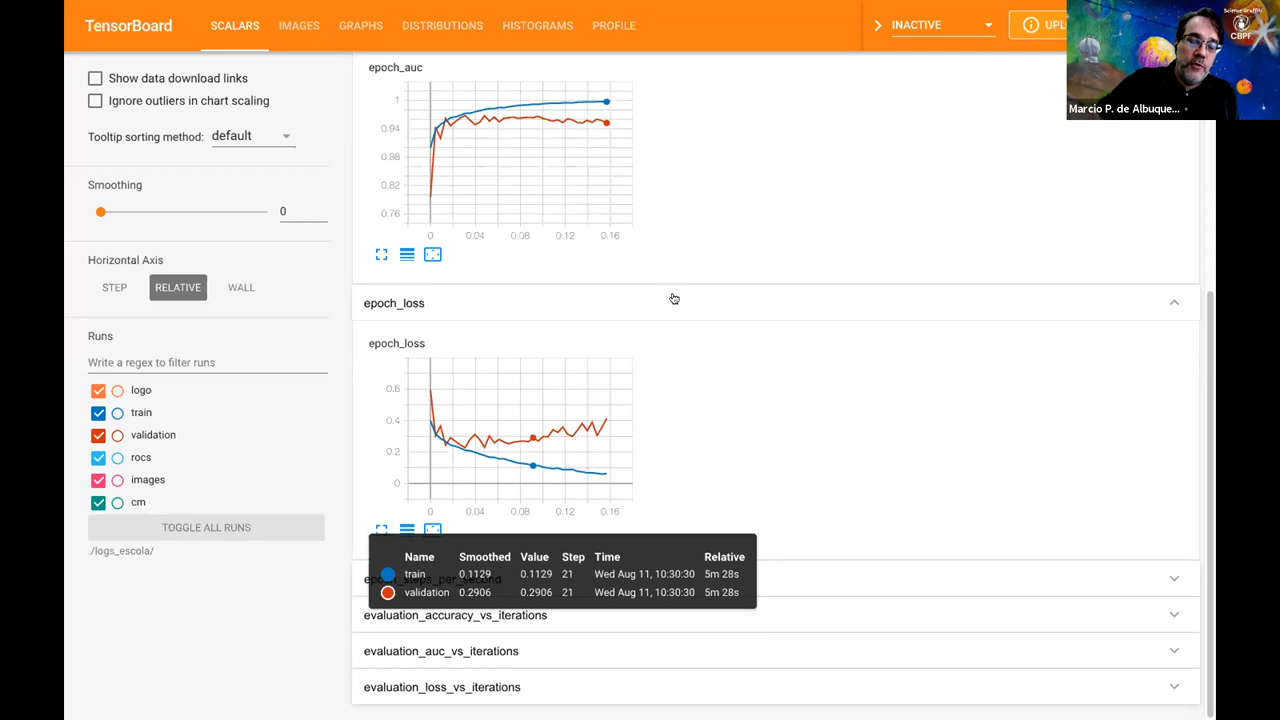 TensorBoard
SCALARS
IMAGES
GRAPHS
DISTRIBUTIONS
HISTOGRAMS
PROFILE
INACTIVE
UPL
Science Graffiti
CBPF
Marcio P. de Albuque...
Show data download links
Ignore outliers in chart scaling
Tooltip sorting method: default
Smoothing
0
Horizontal Axis
STEP RELATIVE WALL
Runs
Write a regex to filter runs
logo
train
validation
rocs
images
cm
TOGGLE ALL RUNS
./logs_escola/
epoch_auc
1
0.94
0.88
0.82
0.76
0 0.04 0.08 0.12 0.16
epoch_loss
epoch_loss
0.6
0.4
0.2
0
0 0.04 0.08 0.12 0.16
Name Smoothed Value Step Time Relative
train 0.1129 0.1129 21 Wed Aug 11, 10:30:30 5m 28s
validation 0.2906 0.2906 21 Wed Aug 11, 10:30:30 5m 28s
epoch_steps_per_second
evaluation_accuracy_vs_iterations
evaluation_auc_vs_iterations
evaluation_loss_vs_iterations